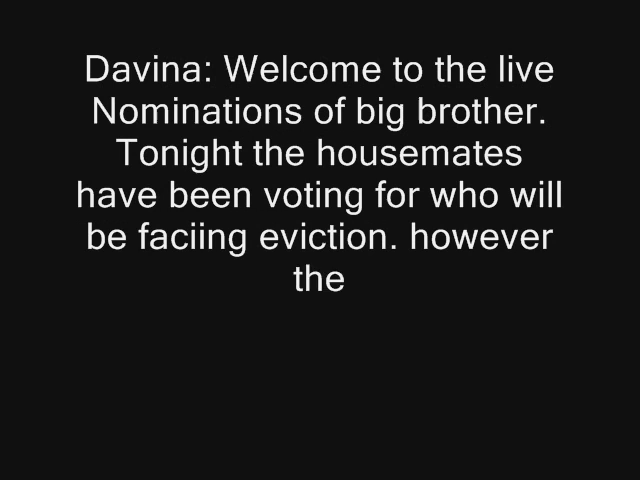 Davina: Welcome to the live
Nominations of big brother.
Tonight the housemates
have been voting for who will
be faciing eviction. however
the